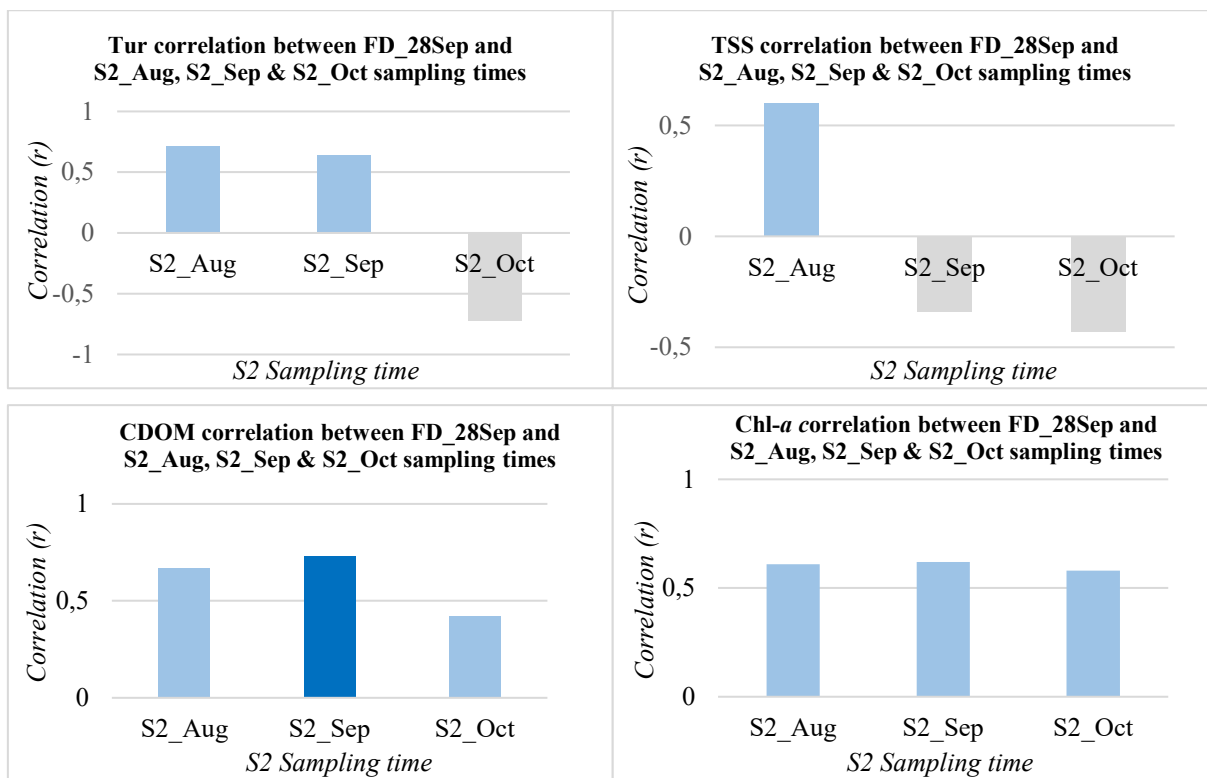 Tur correlation between FD_28Sep and
S2_Aug, S2_Sep & S2_Oct sampling times
1
0,5
0
-0,5
-1
Correlation (r)
S2_Aug
S2_Sep
S2_Oct
S2 Sampling time
TSS correlation between FD_28Sep and
S2_Aug, S2_Sep & S2_Oct sampling times
0,5
0
-0,5
Correlation (r)
S2_Aug
S2_Sep
S2_Oct
S2 Sampling time
CDOM correlation between FD_28Sep and
S2_Aug, S2_Sep & S2_Oct sampling times
1
0,5
0
Correlation (r)
S2_Aug
S2_Sep
S2_Oct
S2 Sampling time
Chl-a correlation between FD_28Sep and
S2_Aug, S2_Sep & S2_Oct sampling times
1
0,5
0
Correlation (r)
S2_Aug
S2_Sep
S2_Oct
S2 Sampling time